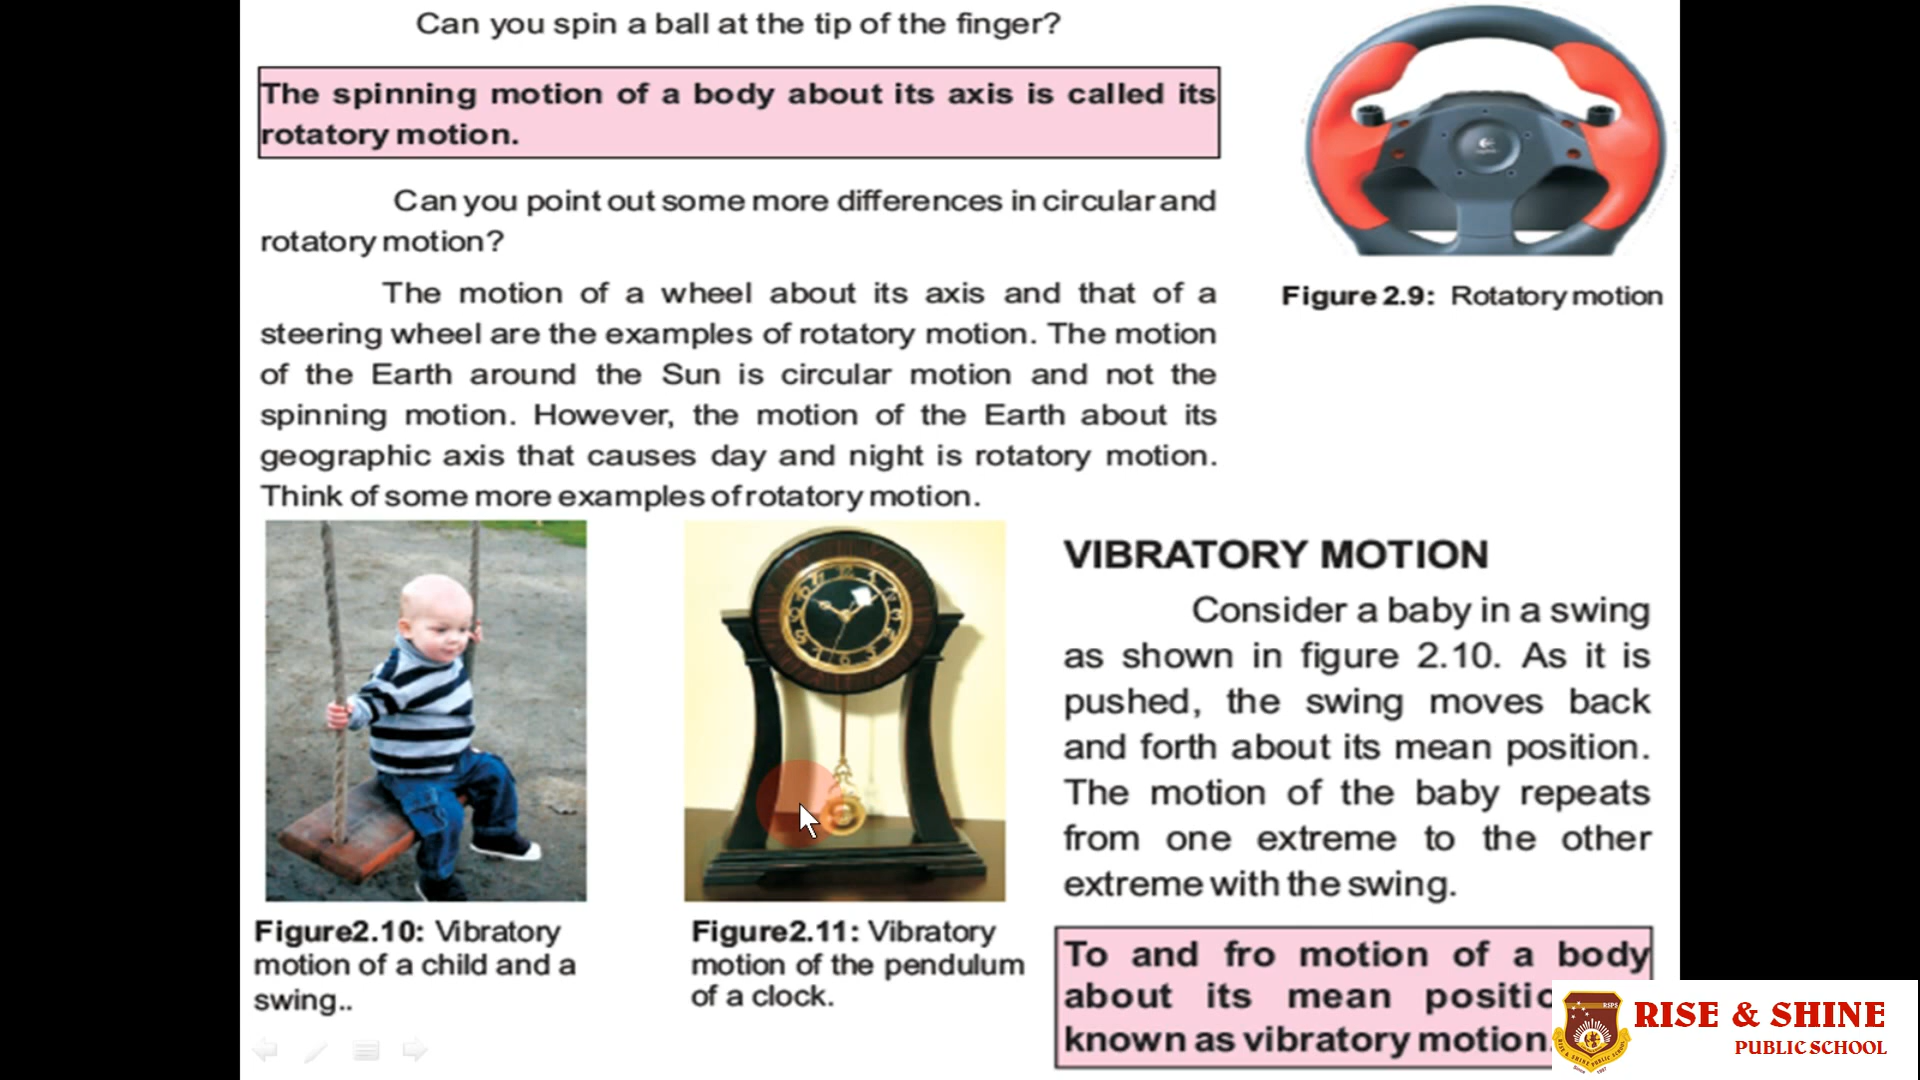 Can you spin a ball at the tip of the finger?
The spinning motion of a body about its axis is called its
rotatory motion.
Can you point out some more differences in circular and
rotatory motion?
The motion of a wheel about its axis and that of a
steering wheel are the examples of rotatory motion. The motion
of the Earth around the Sun is circular motion and not the
spinning motion. However, the motion of the Earth about its
geographic axis that causes day and night is rotatory motion.
Think of some more examples of rotatory motion.
Figure 2.9: Rotatory motion
Figure2.10: Vibratory
motion of a child and a
swing..
Figure2.11: Vibratory
motion of the pendulum
of a clock.
VIBRATORY MOTION
Consider a baby in a swing
as shown in figure 2.10. As it is
pushed, the swing moves back
and forth about its mean position.
The motion of the baby repeats
from one extreme to the other
extreme with the swing.
To and fro motion of a body
about its mean
known as vibratory motion.
RISE & SHINE
PUBLIC SCHOOL